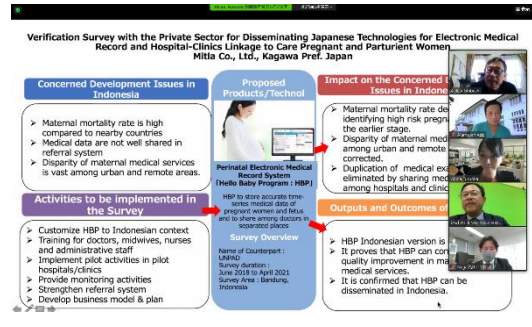 Verification Survey with the Private Sector for Disseminating Japanese Technologies for Electronic Medical
Record and Hospital-Clinics Linkage to Care Pregnant and Parturient Women
Mitla Co., Ltd., Kagawa Pref. Japan
Concerned Development Issues in
Indonesia
➢ Maternal mortality rate is high
compared to nearby countries
➢ Medical data are not well shared in
referral system
➢ Disparity of maternal medical services
is vast among urban and remote areas.
Activities to be implemented in
the Survey
➢ Customize HBP to Indonesian context
➢ Training for doctors, midwives, nurses
and administrative staff
➢ Implement pilot activities in pilot
hospitals/clinics
➢ Provide monitoring activities
➢ Strengthen referral system
➢ Develop business model & plan
Proposed
Products/Technol
Perinatal Electronic Medical
Record System
「Hello Baby Program : HBP」
HBP to store accurate time-
series medical data of
pregnant women and fetus
and to share among doctors in
separated places
Survey Overview
Name of Counterpart :
UNPAD
Survey duration :
June 2018 to April 2021
Survey Area : Bandung,
Indonesia
Impact on the Concerned D
Issues in Indone
➢ Maternal mortality rate de
identifying high risk pregna
the earlier stage.
➢ Disparity of maternal medi
among urban and remote
corrected.
➢ Duplication of medical exa
eliminated by sharing med
among hospitals and clinic
Outputs and Outcomes of
➢ HBP Indonesian version is
➢ It proves that HBP can con
quality improvement in ma
medical services.
➢ It is confirmed that HBP can be
disseminated in Indonesia.